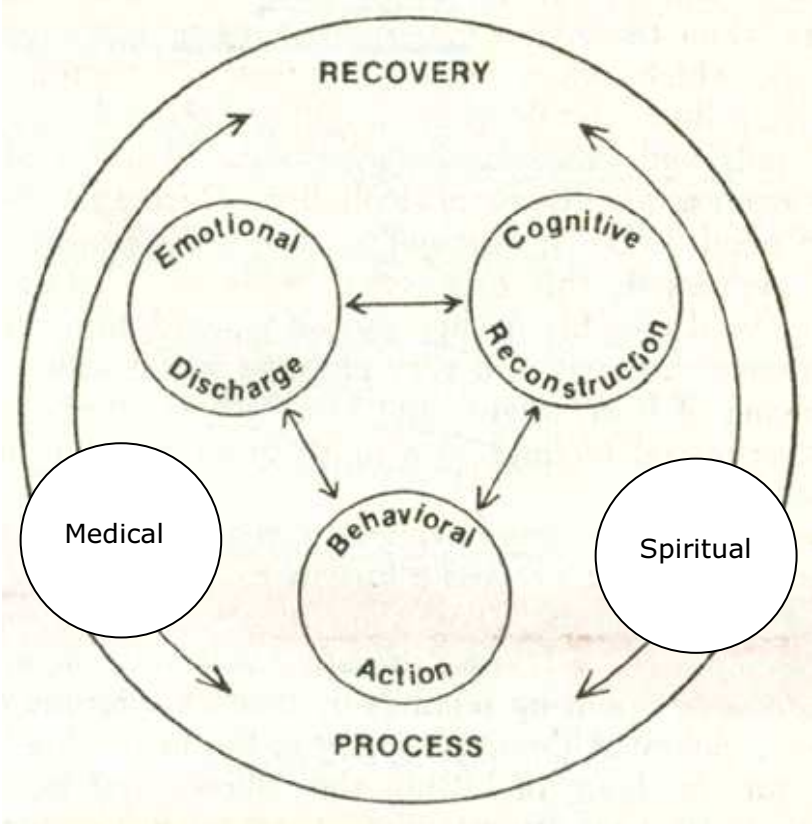 RECOVERY
Emotional
Discharge
Cognitive
Reconstruction
Medical
Spiritual
Behavioral
Action
PROCESS